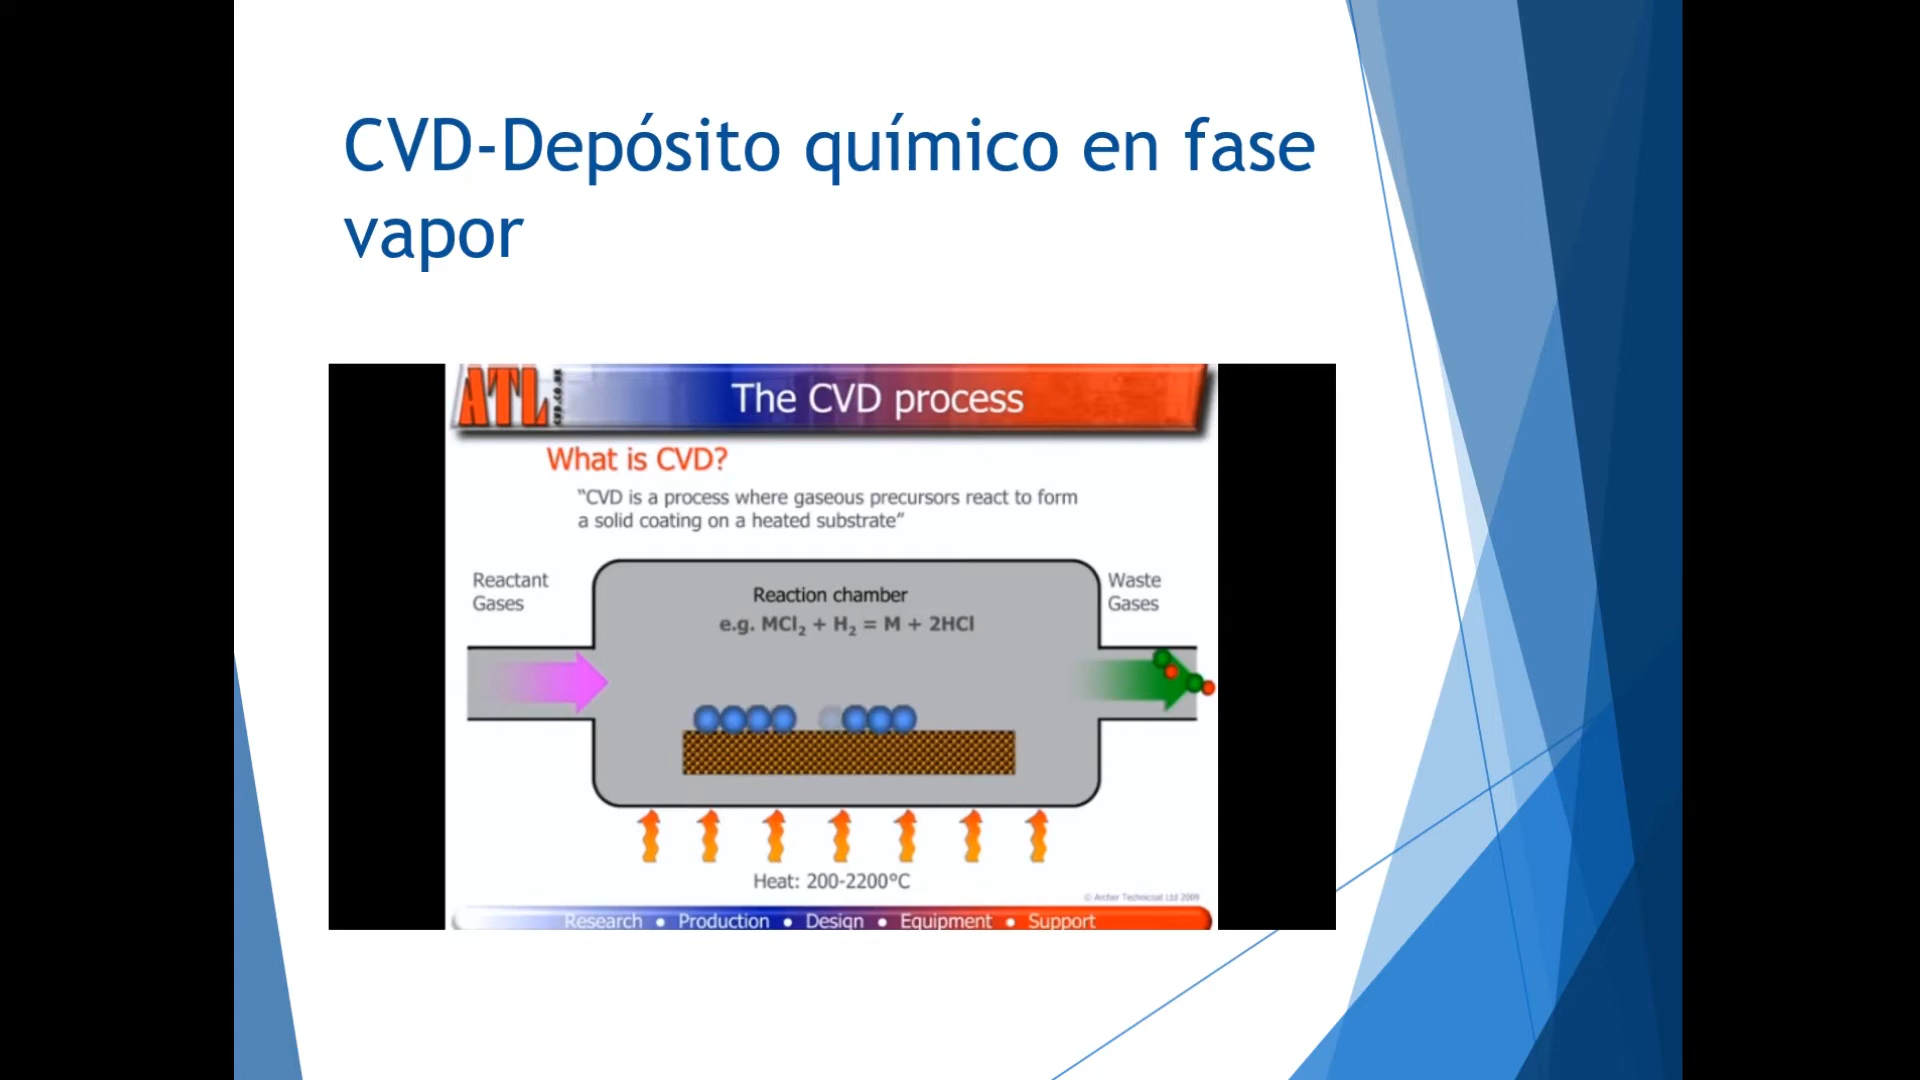 CVD-Depósito químico en fase
vapor
ATL
The CVD process
What is CVD?
“CVD is a process where gaseous precursors react to form
a solid coating on a heated substrate”
Reactant
Gases
Reaction chamber
e.g. MCl₂ + H₂ = M + 2HCl
Waste
Gases
Heat: 200-2200°C
© Archer Technicoat Ltd 2009
Research • Production • Design • Equipment • Support